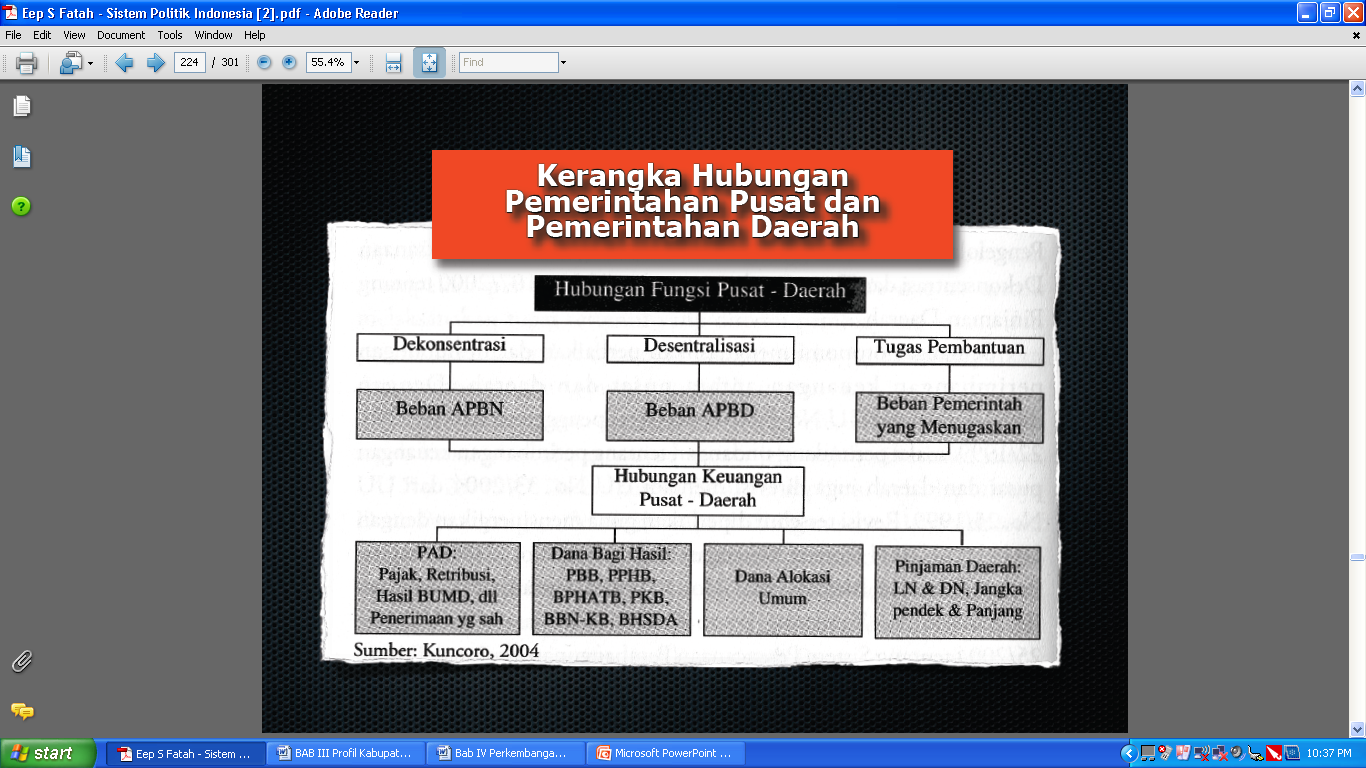 Eep S Fatah - Sistem Politik Indonesia [2].pdf - Adobe Reader
File Edit View Document Tools Window Help
224 / 301 55.4% Find
Kerangka Hubungan
Pemerintahan Pusat dan
Pemerintahan Daerah
Hubungan Fungsi Pusat - Daerah
Dekonsentrasi
Desentralisasi
Tugas Pembantuan
Beban APBN
Beban APBD
Beban Pemerintah
yang Menugaskan
Hubungan Keuangan
Pusat - Daerah
PAD:
Pajak, Retribusi,
Hasil BUMD, dll
Penerimaan yg sah
Dana Bagi Hasil:
PBB, PPHB,
BPHATB, PKB,
BBN-KB, BHSDA
Dana Alokasi
Umum
Pinjaman Daerah:
LN & DN, Jangka
pendek & Panjang
Sumber: Kuncoro, 2004
start
Eep S Fatah - Sistem ...
BAB III Profil Kabupat...
Bab IV Perkembanga...
Microsoft PowerPoint ...
10:37 PM